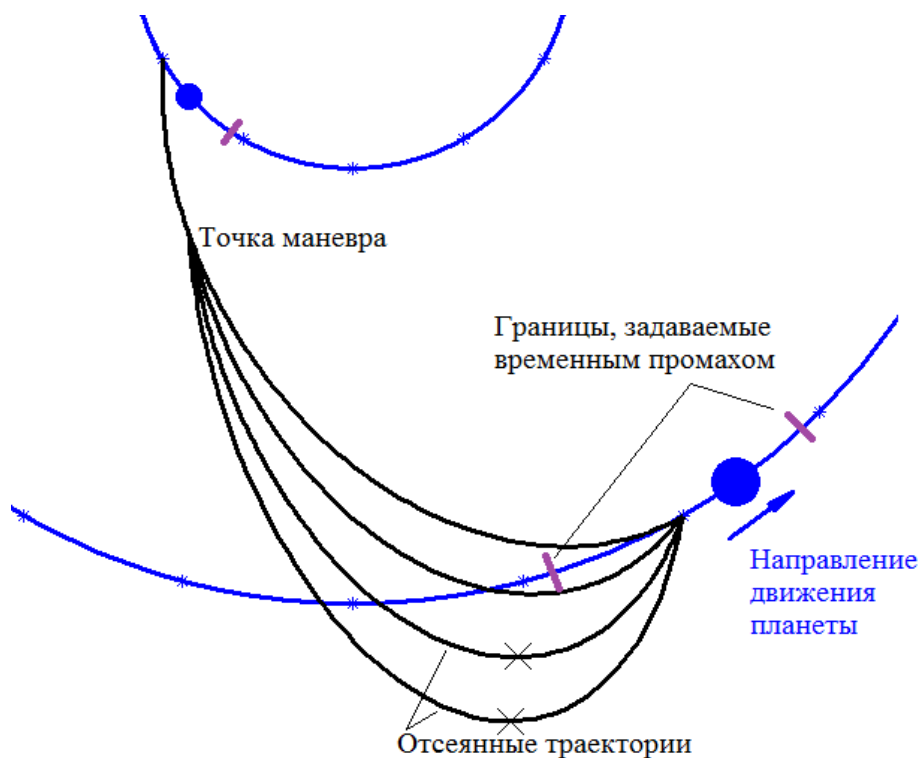 Точка маневра
Границы, задаваемые
временным промахом
Направление
движения
планеты
Отсеянные траектории